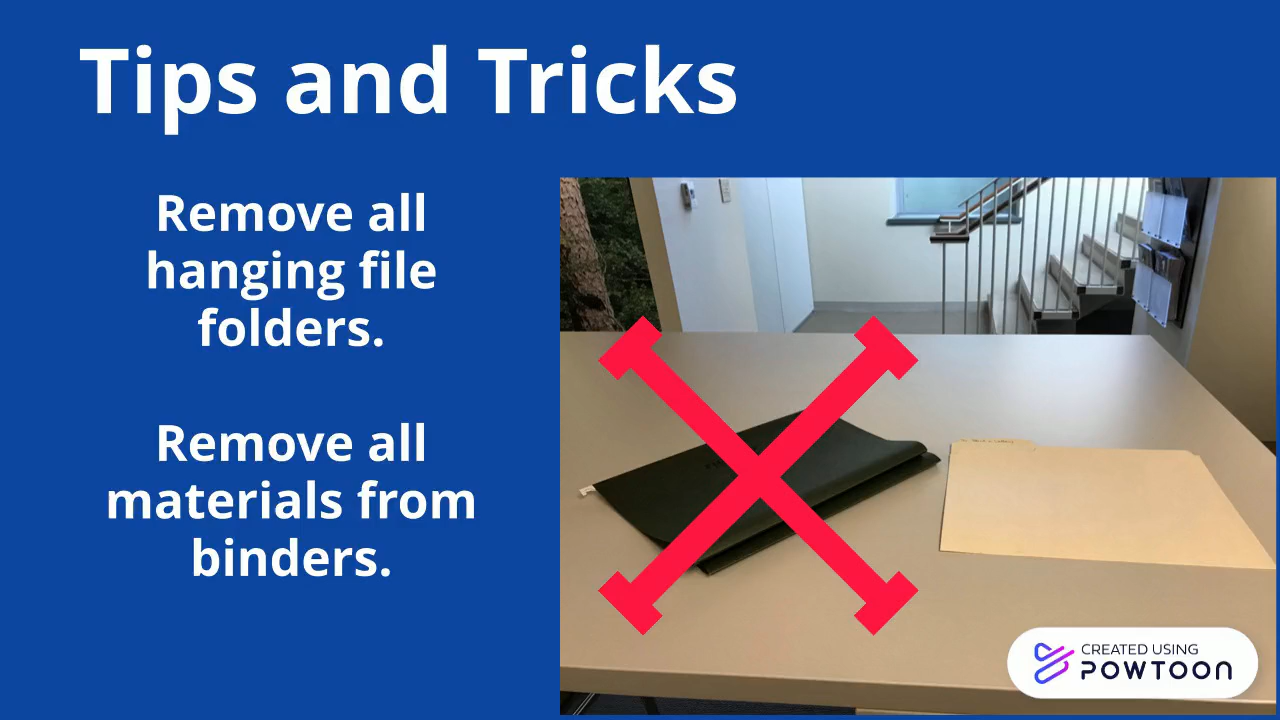 Tips and Tricks
Remove all
hanging file
folders.
Remove all
materials from
binders.
CREATED USING
POWTOON